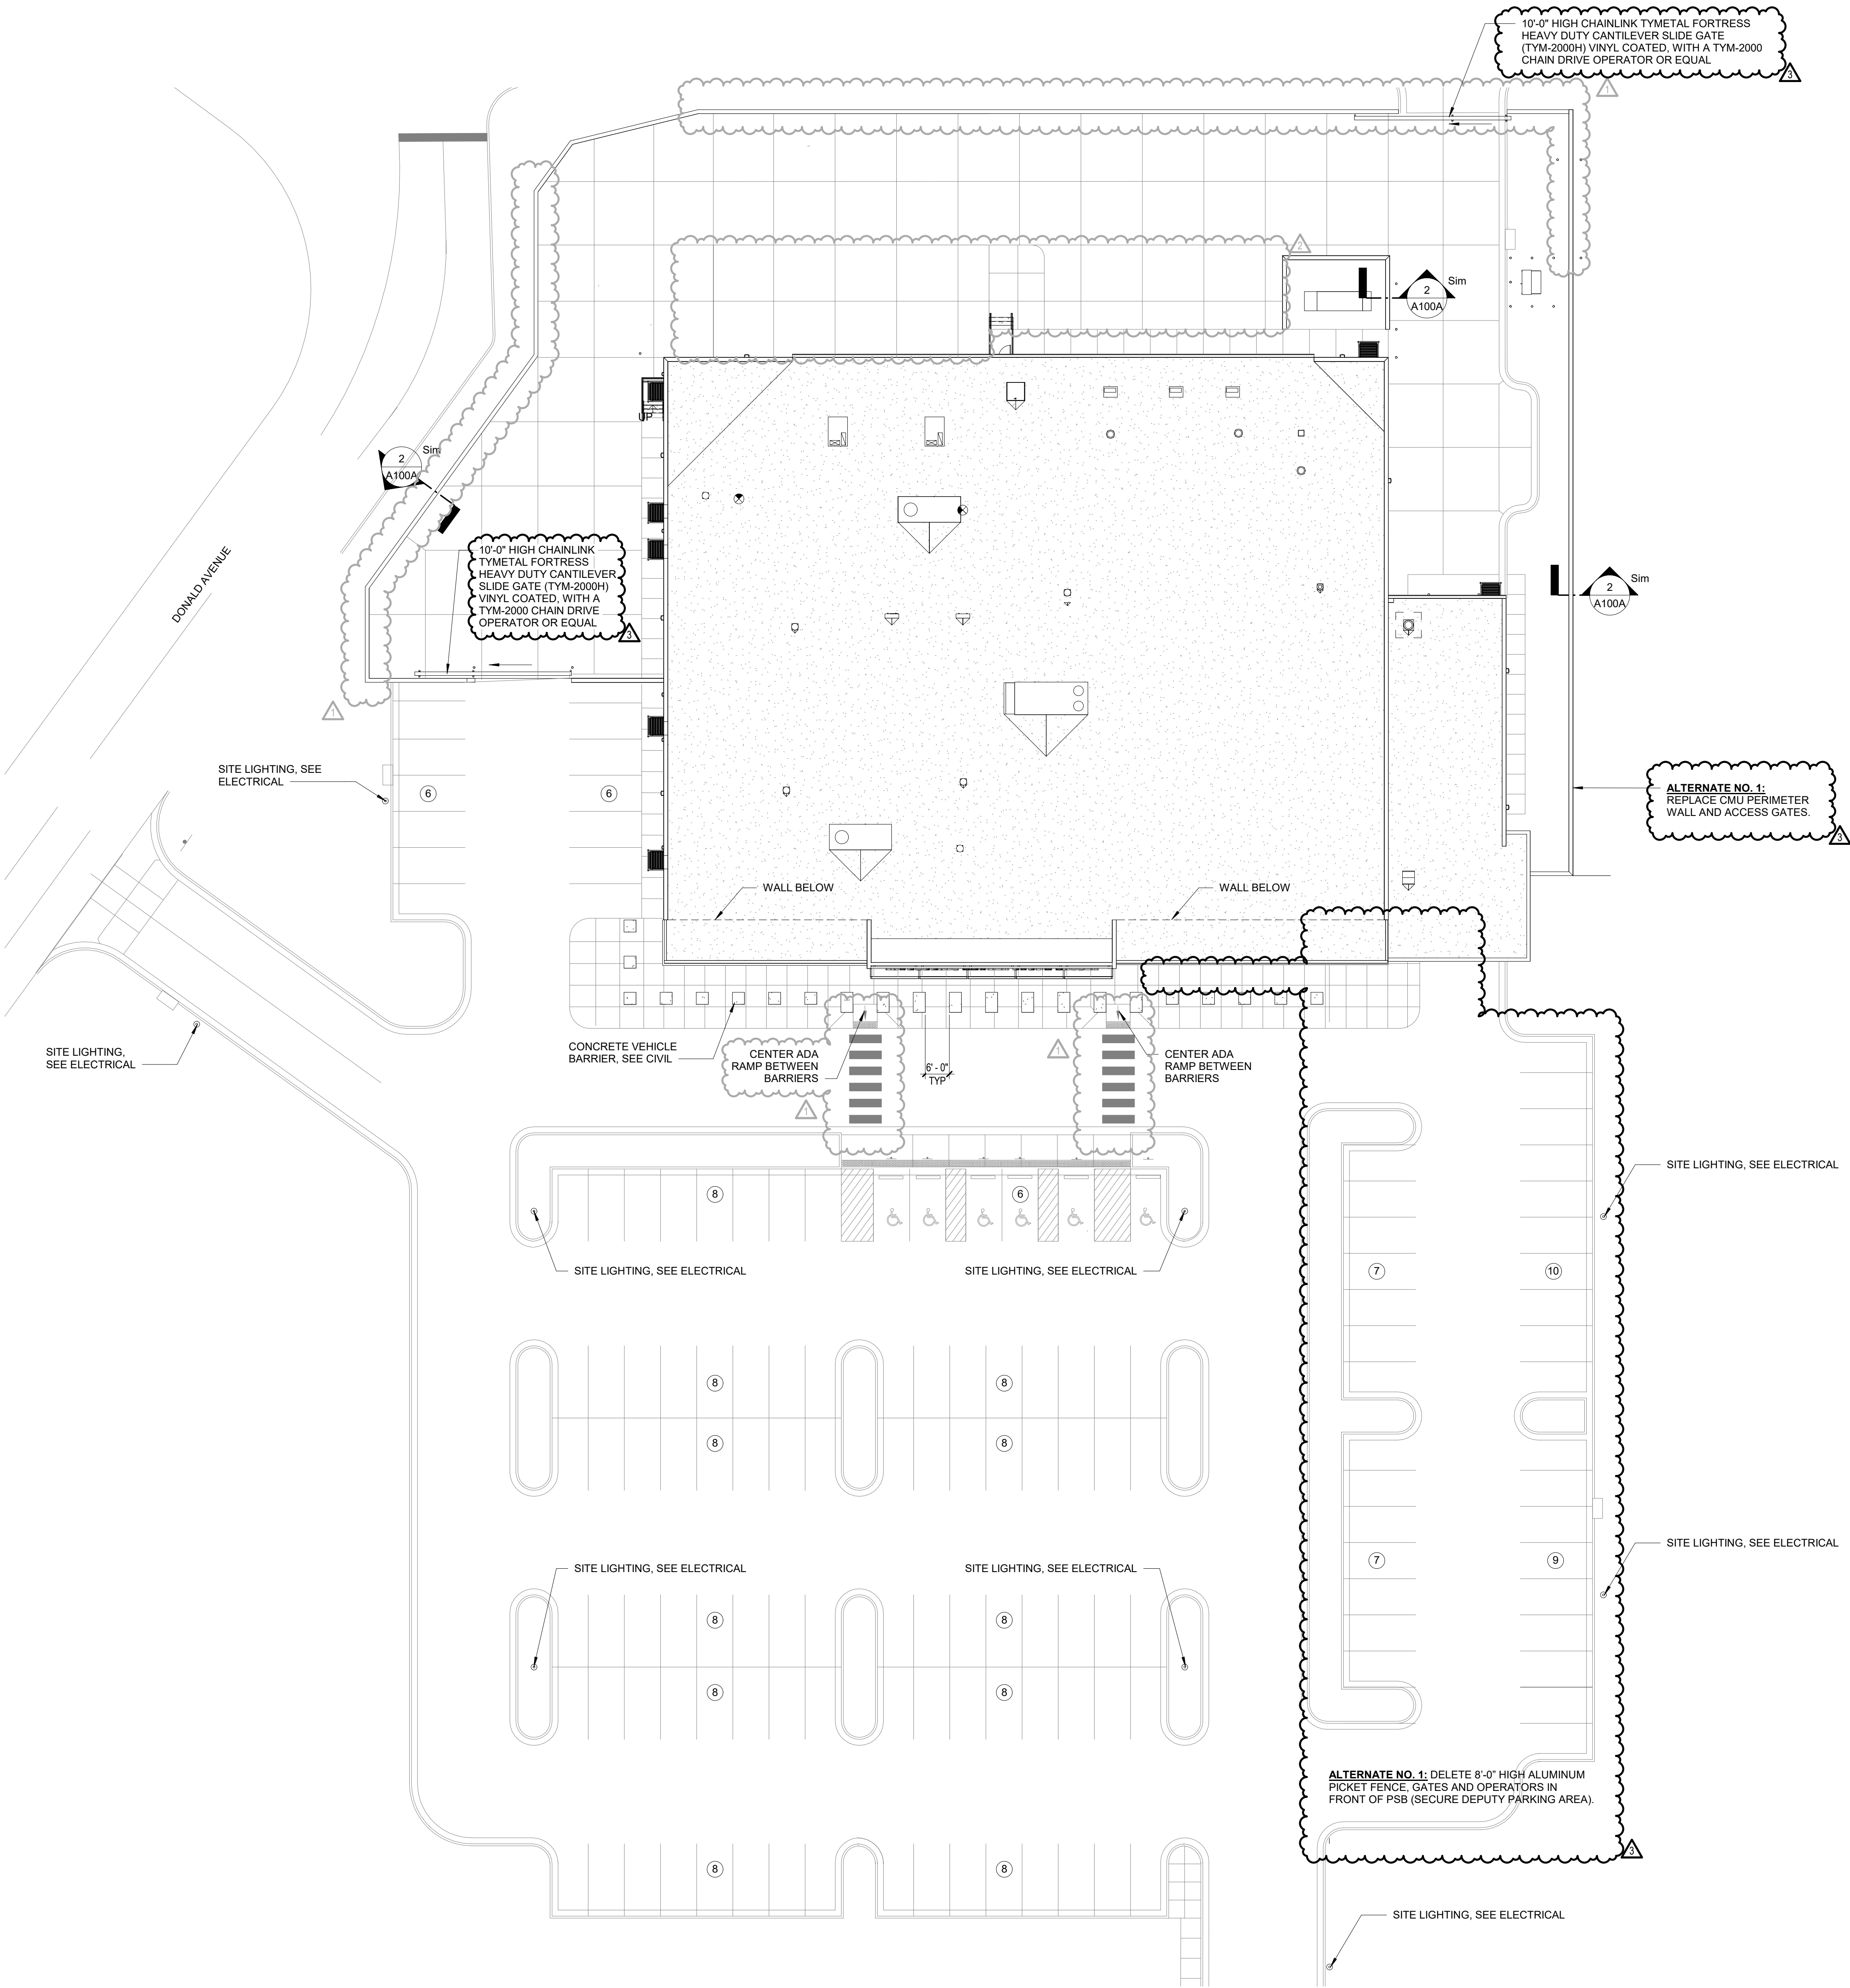 10'-0" HIGH CHAINLINK TYMETAL FORTRESS
HEAVY DUTY CANTILEVER SLIDE GATE
(TYM-2000H) VINYL COATED, WITH A TYM-2000
CHAIN DRIVE OPERATOR OR EQUAL
3
1
2
2
A100A
Sim
UP
2
A100A
Sim
10'-0" HIGH CHAINLINK
TYMETAL FORTRESS
HEAVY DUTY CANTILEVER
SLIDE GATE (TYM-2000H)
VINYL COATED, WITH A
TYM-2000 CHAIN DRIVE
OPERATOR OR EQUAL
3
DONALD AVENUE
2
A100A
Sim
1
SITE LIGHTING, SEE
ELECTRICAL
6
6
ALTERNATE NO. 1:
REPLACE CMU PERIMETER
WALL AND ACCESS GATES.
3
WALL BELOW
WALL BELOW
SITE LIGHTING,
SEE ELECTRICAL
CONCRETE VEHICLE
BARRIER, SEE CIVIL
CENTER ADA
RAMP BETWEEN
BARRIERS
1
6' - 0"
TYP
1
CENTER ADA
RAMP BETWEEN
BARRIERS
8
6
SITE LIGHTING, SEE ELECTRICAL
SITE LIGHTING, SEE ELECTRICAL
SITE LIGHTING, SEE ELECTRICAL
7
10
8
8
8
8
SITE LIGHTING, SEE ELECTRICAL
SITE LIGHTING, SEE ELECTRICAL
SITE LIGHTING, SEE ELECTRICAL
7
9
8
8
8
8
ALTERNATE NO. 1: DELETE 8'-0" HIGH ALUMINUM
PICKET FENCE, GATES AND OPERATORS IN
FRONT OF PSB (SECURE DEPUTY PARKING AREA).
3
8
8
SITE LIGHTING, SEE ELECTRICAL